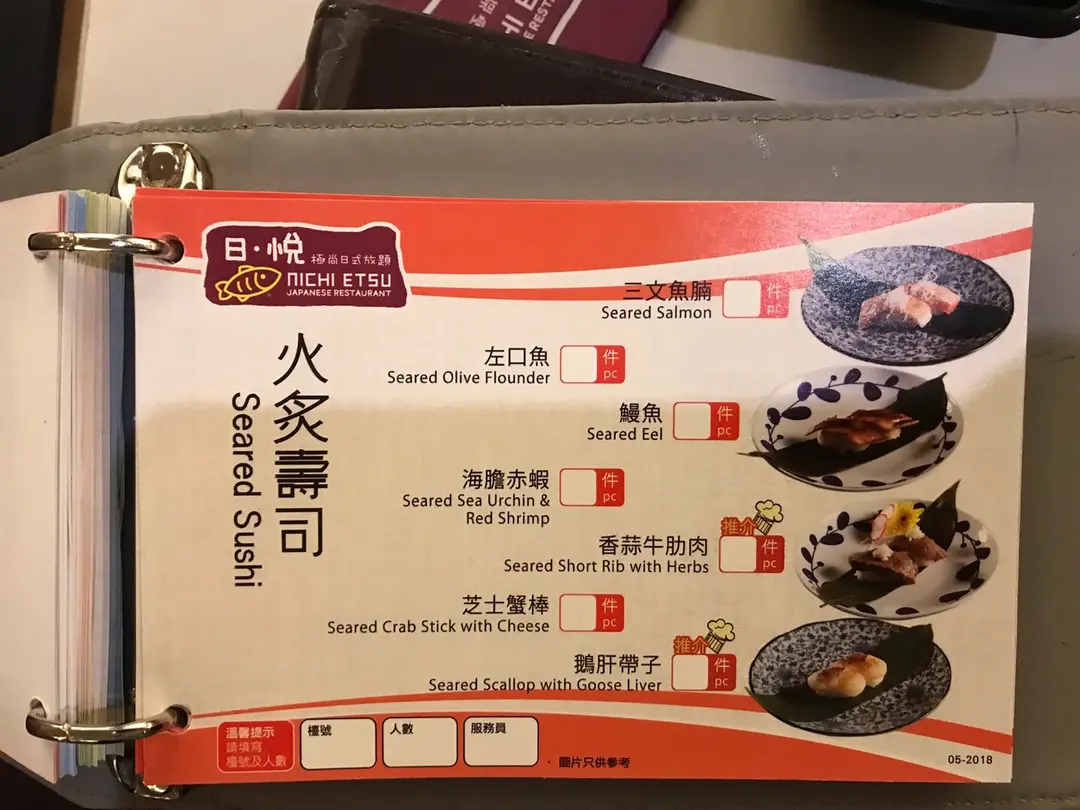 日・悅 極尚日式放題
NICHI ETSU
JAPANESE RESTAURANT
火炙壽司
Seared Sushi
三文魚腩
Seared Salmon
件
pc
左口魚
Seared Olive Flounder
件
pc
鰻魚
Seared Eel
件
pc
海膽赤蝦
Seared Sea Urchin &
Red Shrimp
件
pc
推介
香蒜牛肋肉
Seared Short Rib with Herbs
件
pc
芝士蟹棒
Seared Crab Stick with Cheese
件
pc
推介
鵝肝帶子
Seared Scallop with Goose Liver
件
pc
溫馨提示
請填寫
檯號及人數
檯號
人數
服務員
・圖片只供參考
05-2018